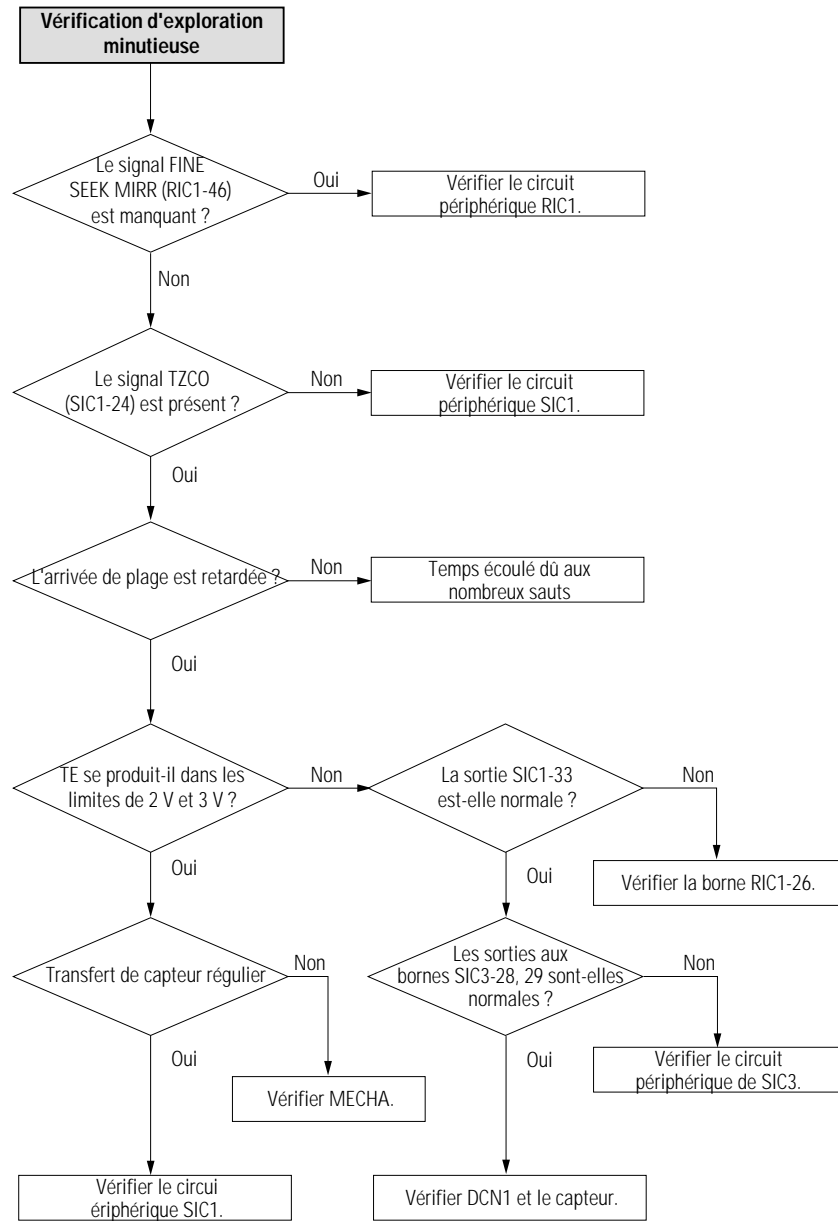 Vérification d'exploration
minutieuse
Le signal FINE
SEEK MIRR (RIC1-46)
est manquant ?
Oui
Vérifier le circuit
périphérique RIC1.
Non
Le signal TZCO
(SIC1-24) est présent ?
Non
Vérifier le circuit
périphérique SIC1.
Oui
L'arrivée de plage est retardée ?
Non
Temps écoulé dû aux
nombreux sauts
Oui
TE se produit-il dans les
limites de 2 V et 3 V ?
Non
La sortie SIC1-33
est-elle normale ?
Non
Vérifier la borne RIC1-26.
Oui
Oui
Transfert de capteur régulier
Non
Les sorties aux
bornes SIC3-28, 29 sont-elles
normales ?
Non
Oui
Vérifier MECHA.
Oui
Vérifier le circuit
périphérique de SIC3.
Vérifier le circui
ériphérique SIC1.
Vérifier DCN1 et le capteur.